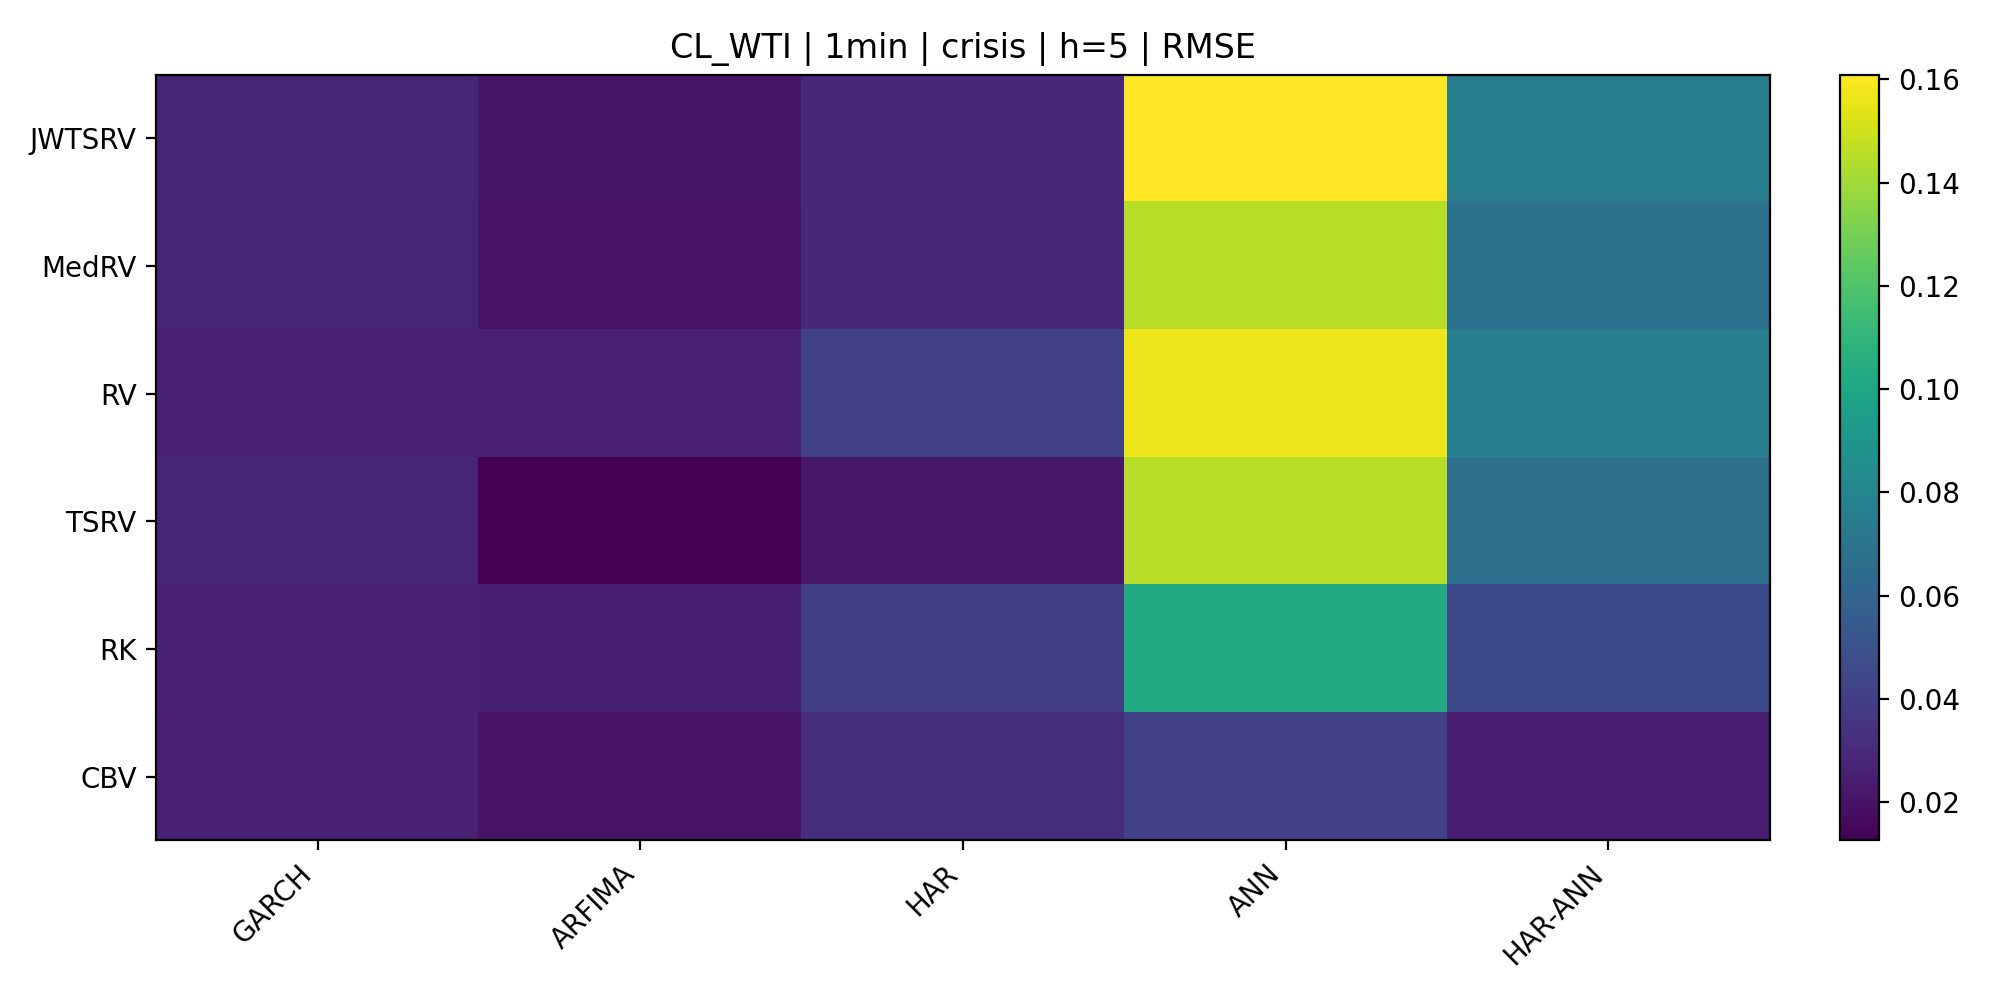 CL_WTI | 1min | crisis | h=5 | RMSE
JWTSRV
MedRV
RV
TSRV
RK
CBV
GARCH
ARFIMA
HAR
ANN
HAR-ANN
0.16
0.14
0.12
0.10
0.08
0.06
0.04
0.02